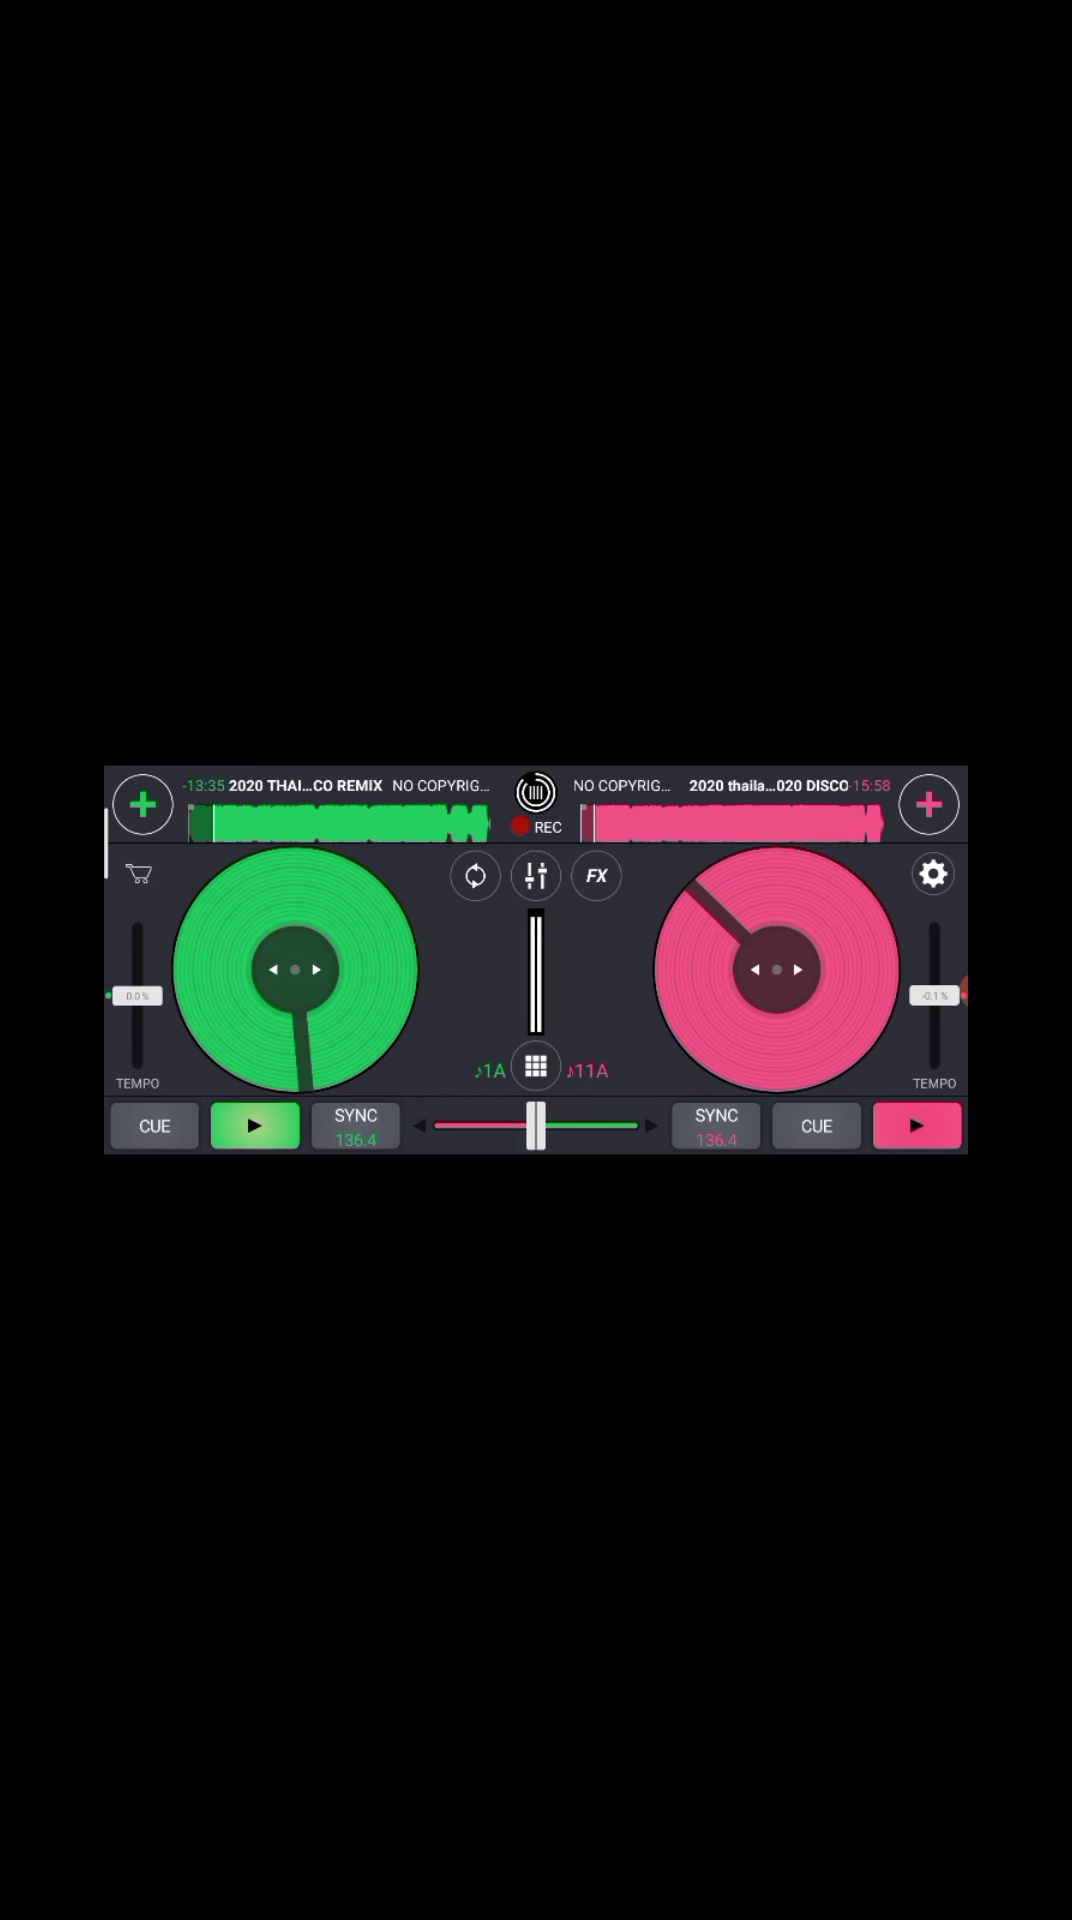 -13:35 2020 THAI...CO REMIX NO COPYRIG...
NO COPYRIG... 2020 thaila...020 DISCO -15:58
REC
FX
0.0%
-0.1%
♪1A
♪11A
TEMPO
TEMPO
CUE
SYNC
136.4
SYNC
136.4
CUE